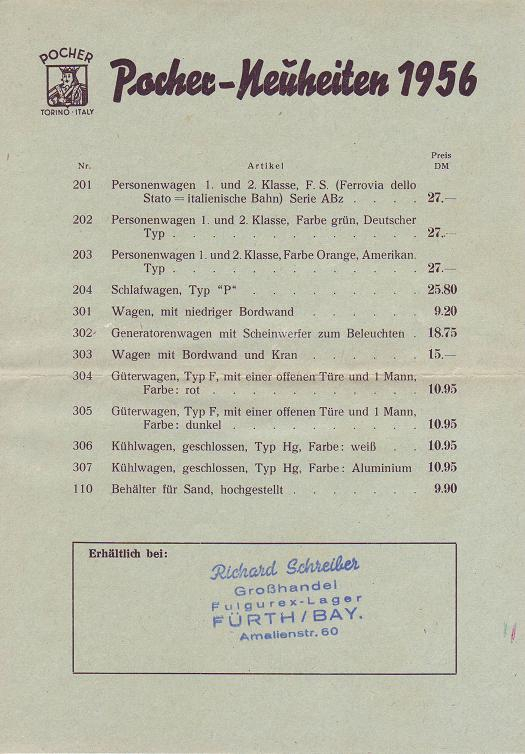 POCHER
TORINO · ITALY
Pocher-Neuheiten 1956
Nr. Artikel Preis DM
201 Personenwagen 1. und 2. Klasse, F. S. (Ferrovia dello
Stato = italienische Bahn) Serie ABz . . . . 27.—
202 Personenwagen 1. und 2. Klasse, Farbe grün, Deutscher
Typ . . . . . . . . . . 27.—
203 Personenwagen 1. und 2. Klasse, Farbe Orange, Amerikan.
Typ . . . . . . . . . . 27.—
204 Schlafwagen, Typ "P" . . . . . . . 25.80
301 Wagen, mit niedriger Bordwand . . . . . 9.20
302 Generatorenwagen mit Scheinwerfer zum Beleuchten . 18.75
303 Wagen mit Bordwand und Kran . . . . . 15.—
304 Güterwagen, Typ F, mit einer offenen Türe und 1 Mann,
Farbe: rot . . . . . . . . . 10.95
305 Güterwagen, Typ F, mit einer offenen Türe und 1 Mann,
Farbe: dunkel . . . . . . . . 10.95
306 Kühlwagen, geschlossen, Typ Hg, Farbe: weiß . . 10.95
307 Kühlwagen, geschlossen, Typ Hg, Farbe: Aluminium 10.95
110 Behälter für Sand, hochgestellt . . . . . . 9.90
Erhältlich bei:
Richard Schreiber
Großhandel
Fulgurex-Lager
FÜRTH/BAY.
Amalienstr. 60